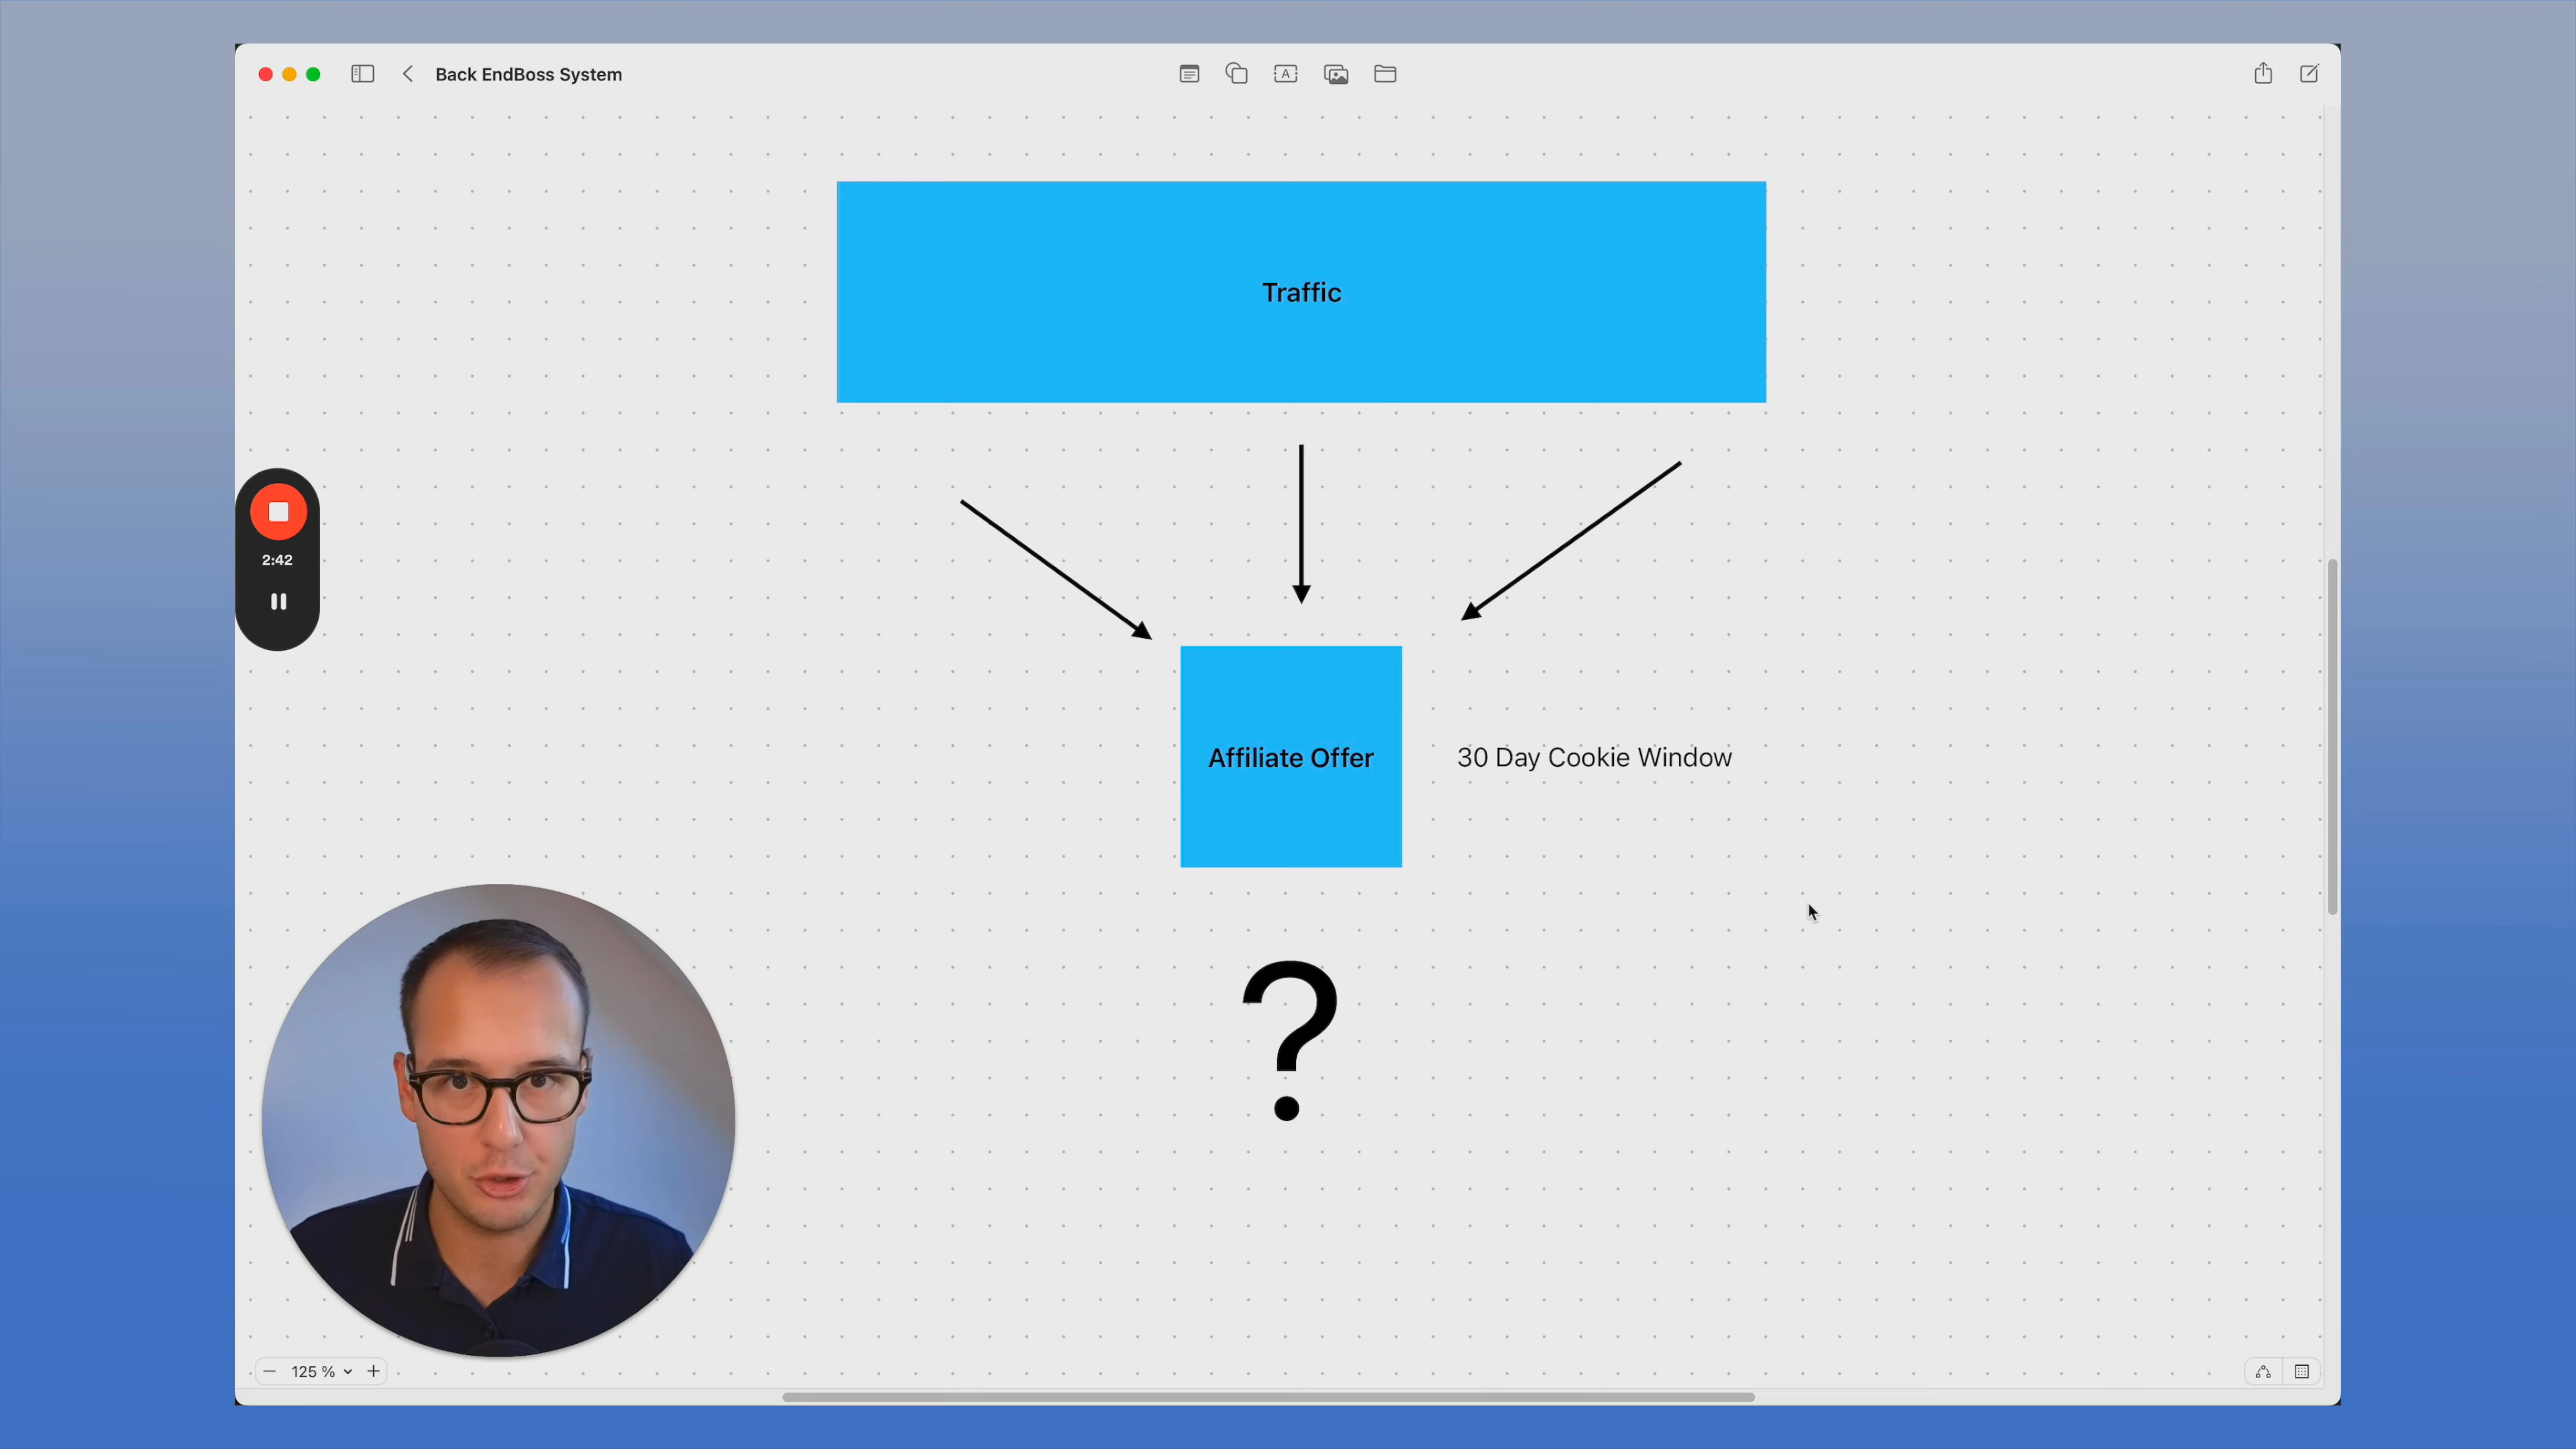 Back EndBoss System
A
Traffic
2:42
Affiliate Offer
30 Day Cookie Window
?
125 %